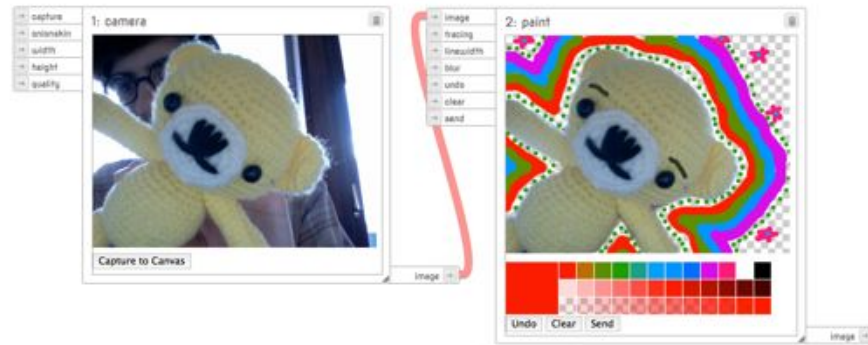 capture
onionskin
width
height
quality
1: camera
Capture to Canvas
image
image
tracing
linewidth
blur
undo
clear
send
2: paint
Undo Clear Send
image